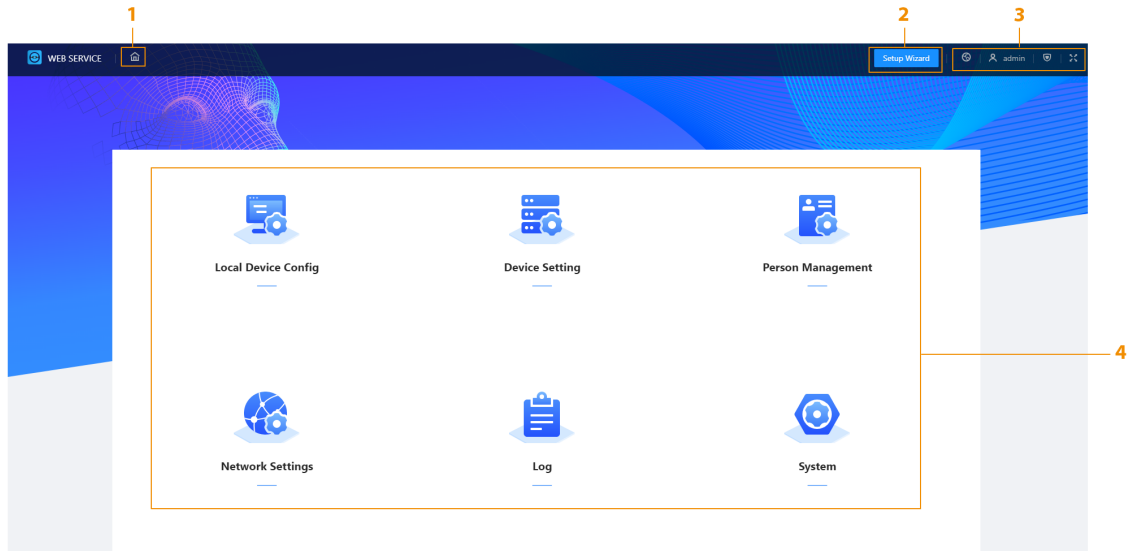 1
2
3
WEB SERVICE
Setup Wizard
admin
Local Device Config
Device Setting
Person Management
4
Network Settings
Log
System